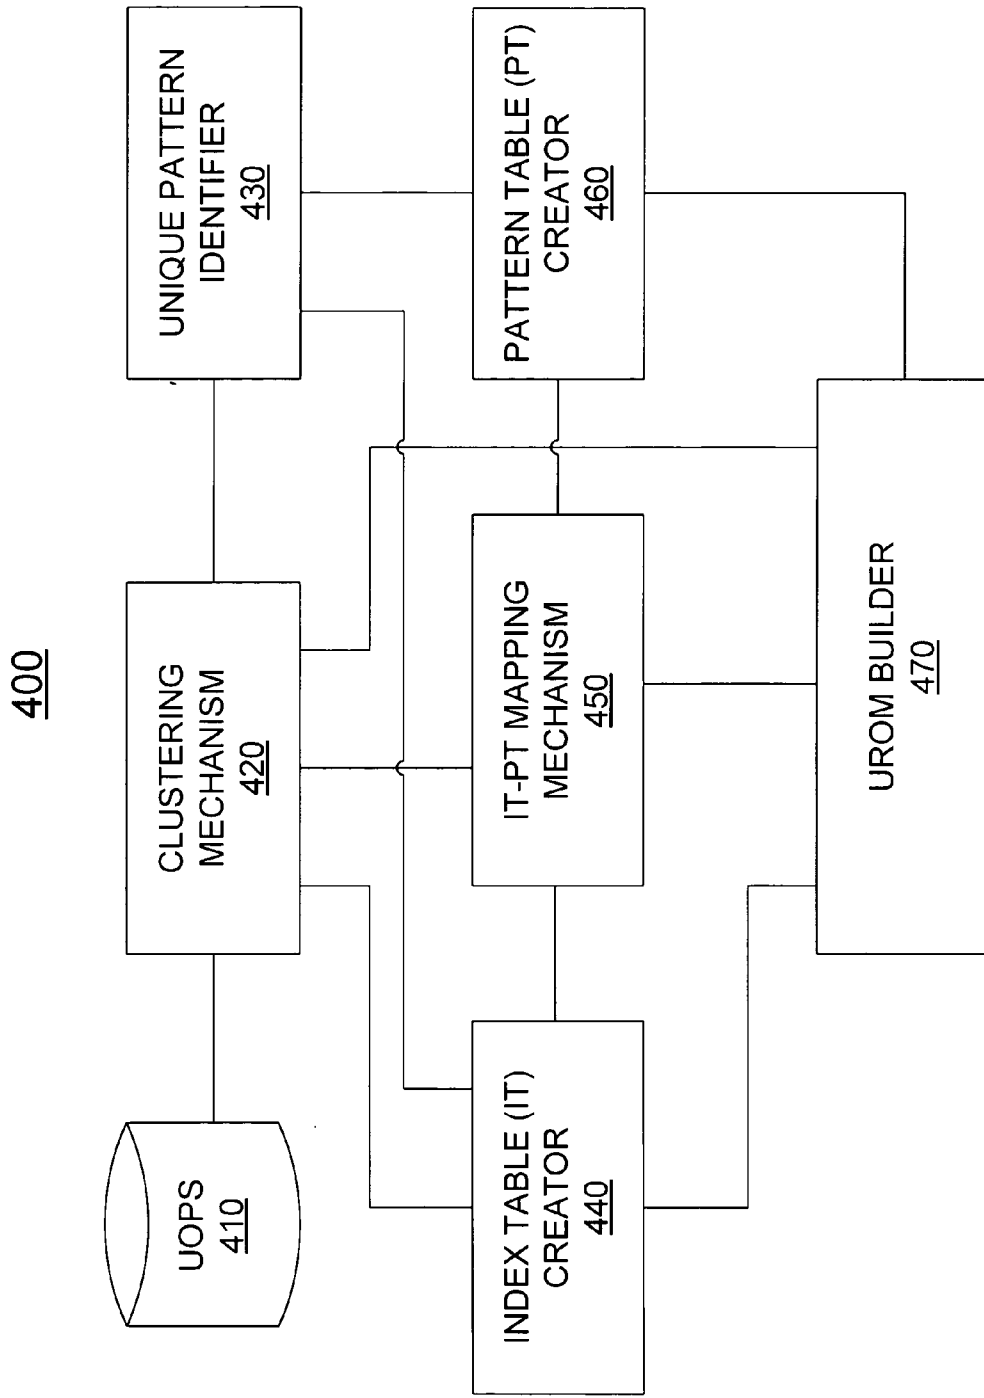 400
UOPS
410
CLUSTERING
MECHANISM
420
UNIQUE PATTERN
IDENTIFIER
430
INDEX TABLE (IT)
CREATOR
440
IT-PT MAPPING
MECHANISM
450
PATTERN TABLE (PT)
CREATOR
460
UROM BUILDER
470